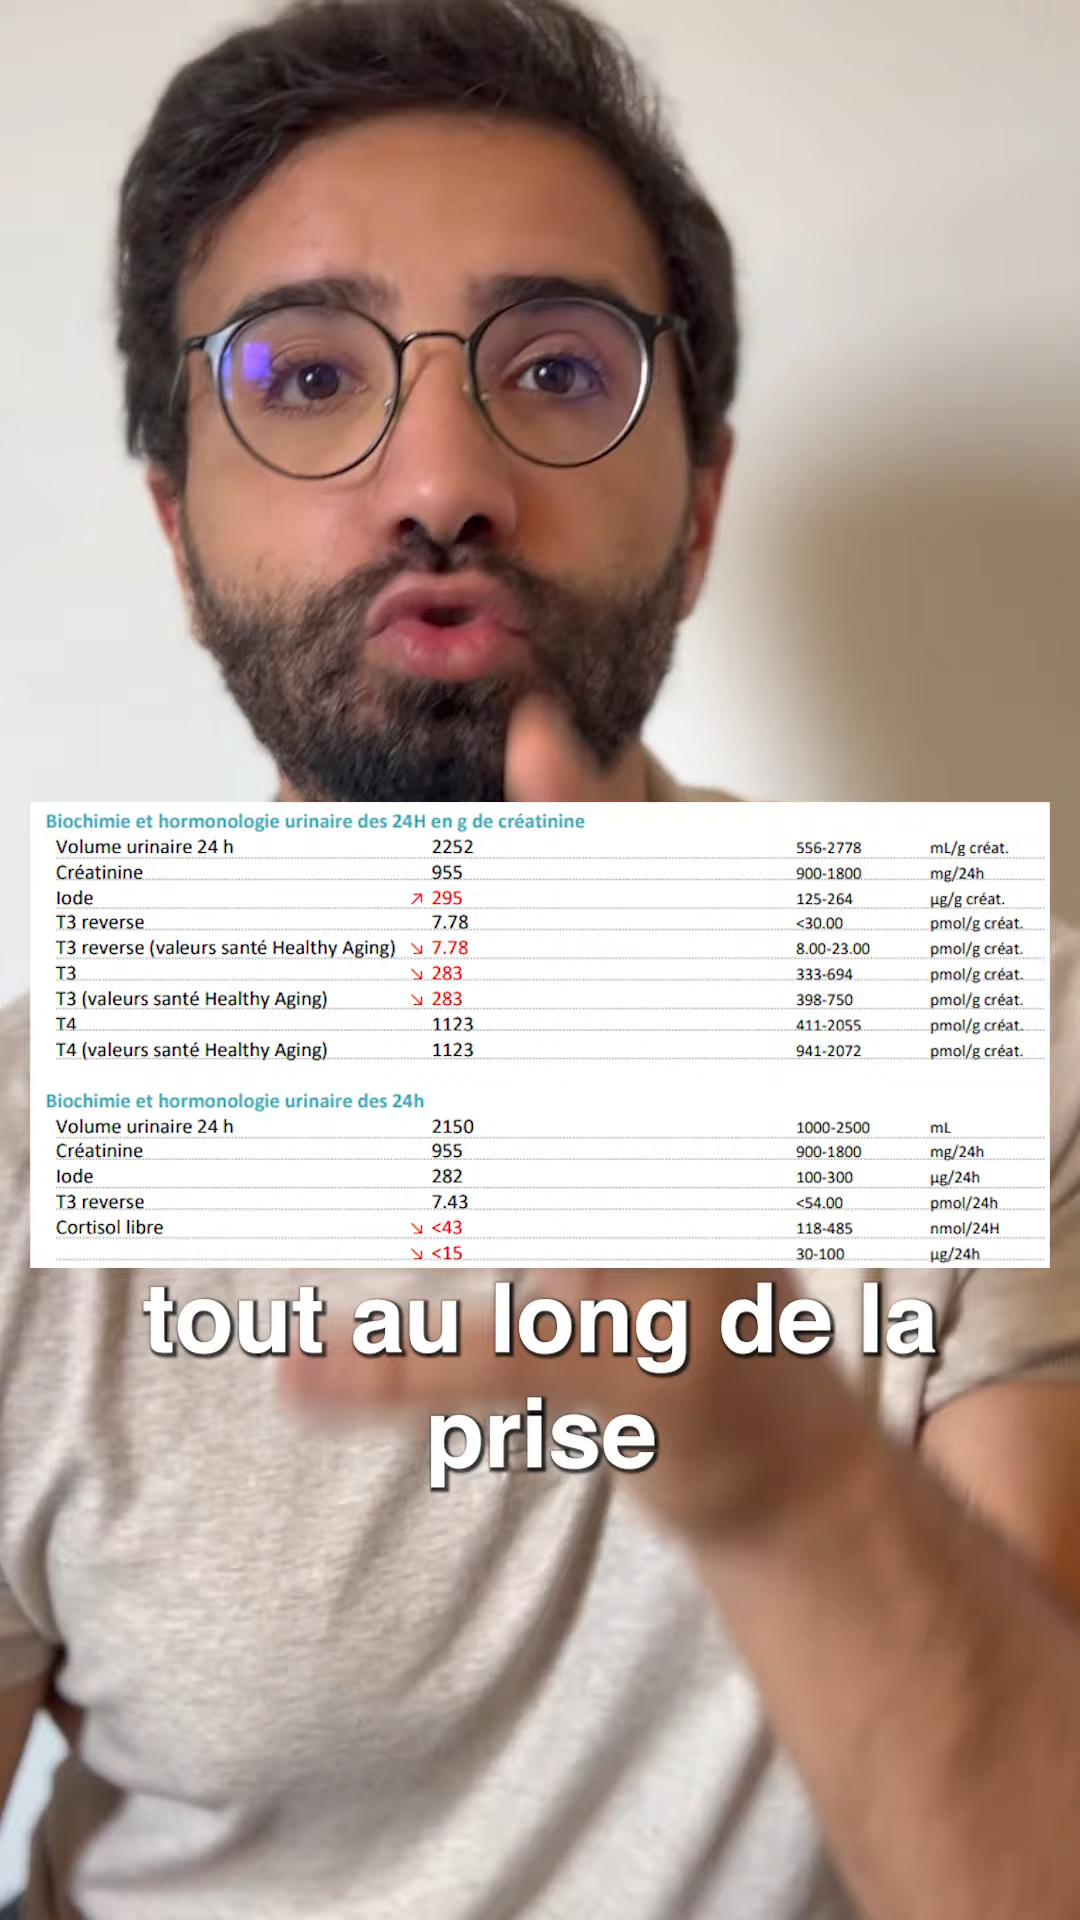 Biochimie et hormonologie urinaire des 24H en g de créatinine
Volume urinaire 24 h 2252 556-2778 mL/g créat.
Créatinine 955 900-1800 mg/24h
Iode ↗ 295 125-264 µg/g créat.
T3 reverse 7.78 <30.00 pmol/g créat.
T3 reverse (valeurs santé Healthy Aging) ↘ 7.78 8.00-23.00 pmol/g créat.
T3 ↘ 283 333-694 pmol/g créat.
T3 (valeurs santé Healthy Aging) ↘ 283 398-750 pmol/g créat.
T4 1123 411-2055 pmol/g créat.
T4 (valeurs santé Healthy Aging) 1123 941-2072 pmol/g créat.
Biochimie et hormonologie urinaire des 24h
Volume urinaire 24 h 2150 1000-2500 mL
Créatinine 955 900-1800 mg/24h
Iode 282 100-300 µg/24h
T3 reverse 7.43 <54.00 pmol/24h
Cortisol libre ↘ <43 118-485 nmol/24H
↘ <15 30-100 µg/24h
tout au long de la
prise